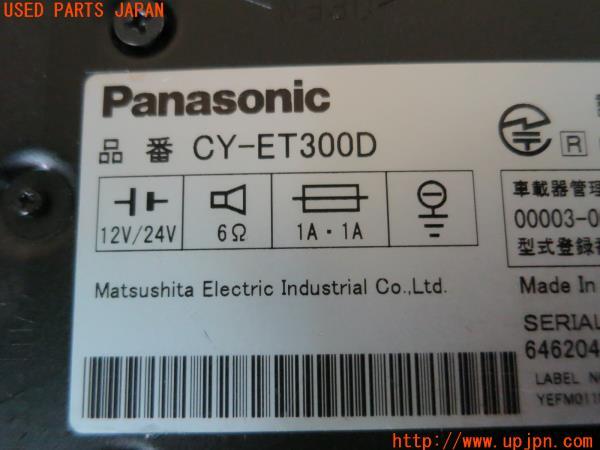 USED PARTS JAPAN
OPEN
Panasonic
品 番 CY-ET300D
R
12V/24V 6Ω 1A・1A
車載器管理
00003-0
型式登録
Matsushita Electric Industrial Co.,Ltd.
Made In
SERIAL
646204
LABEL N
YEFM011
http://www.upjpn.com/